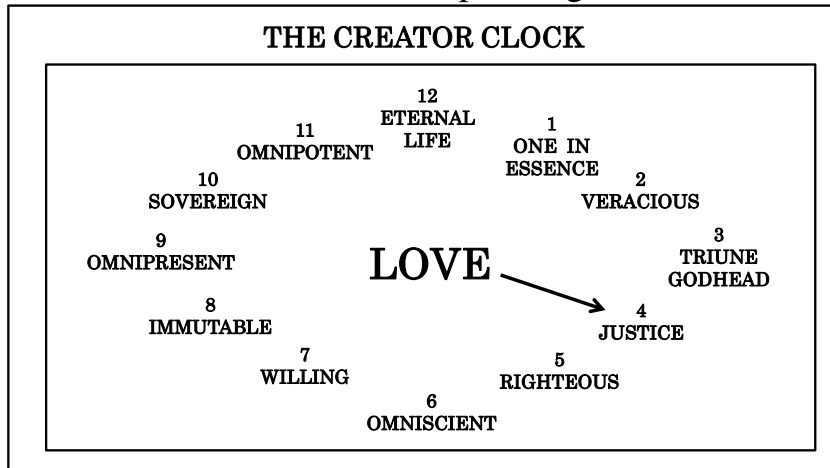 THE CREATOR CLOCK
12
ETERNAL
LIFE
1
ONE IN
ESSENCE
11
OMNIPOTENT
2
VERACIOUS
10
SOVEREIGN
3
TRIUNE
GODHEAD
9
OMNIPRESENT
LOVE
4
JUSTICE
8
IMMUTABLE
5
RIGHTEOUS
7
WILLING
6
OMNISCIENT